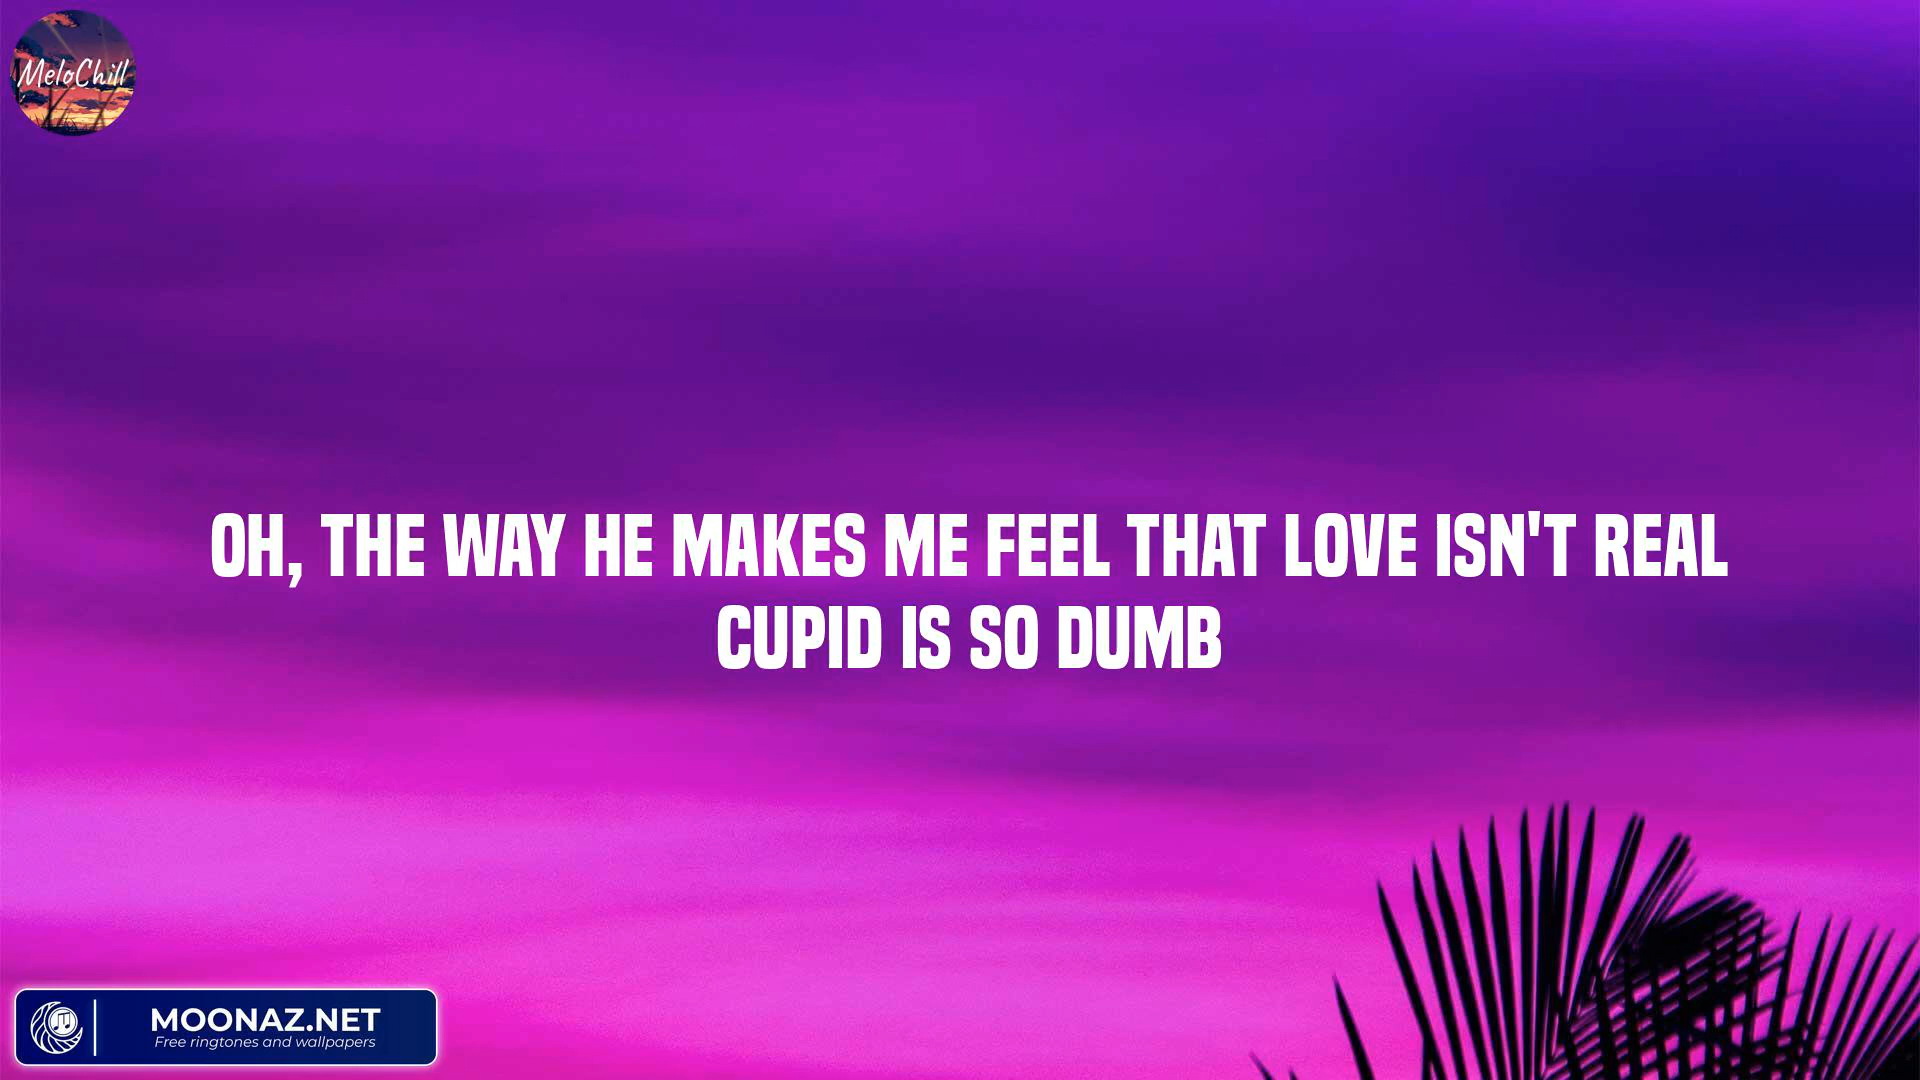 MeloChill
OH, THE WAY HE MAKES ME FEEL THAT LOVE ISN'T REAL
CUPID IS SO DUMB
MOONAZ.NET
Free ringtones and wallpapers